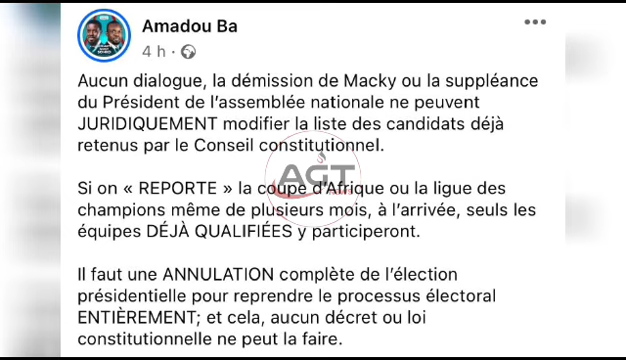 Amadou Ba
4 h ·
Aucun dialogue, la démission de Macky ou la suppléance
du Président de l'assemblée nationale ne peuvent
JURIDIQUEMENT modifier la liste des candidats déjà
retenus par le Conseil constitutionnel.
Si on « REPORTE » la coupe d'Afrique ou la ligue des
champions même de plusieurs mois, à l'arrivée, seuls les
équipes DÉJÀ QUALIFIÉES y participeront.
Il faut une ANNULATION complète de l'élection
présidentielle pour reprendre le processus électoral
ENTIÈREMENT; et cela, aucun décret ou loi
constitutionnelle ne peut la faire.
AGT